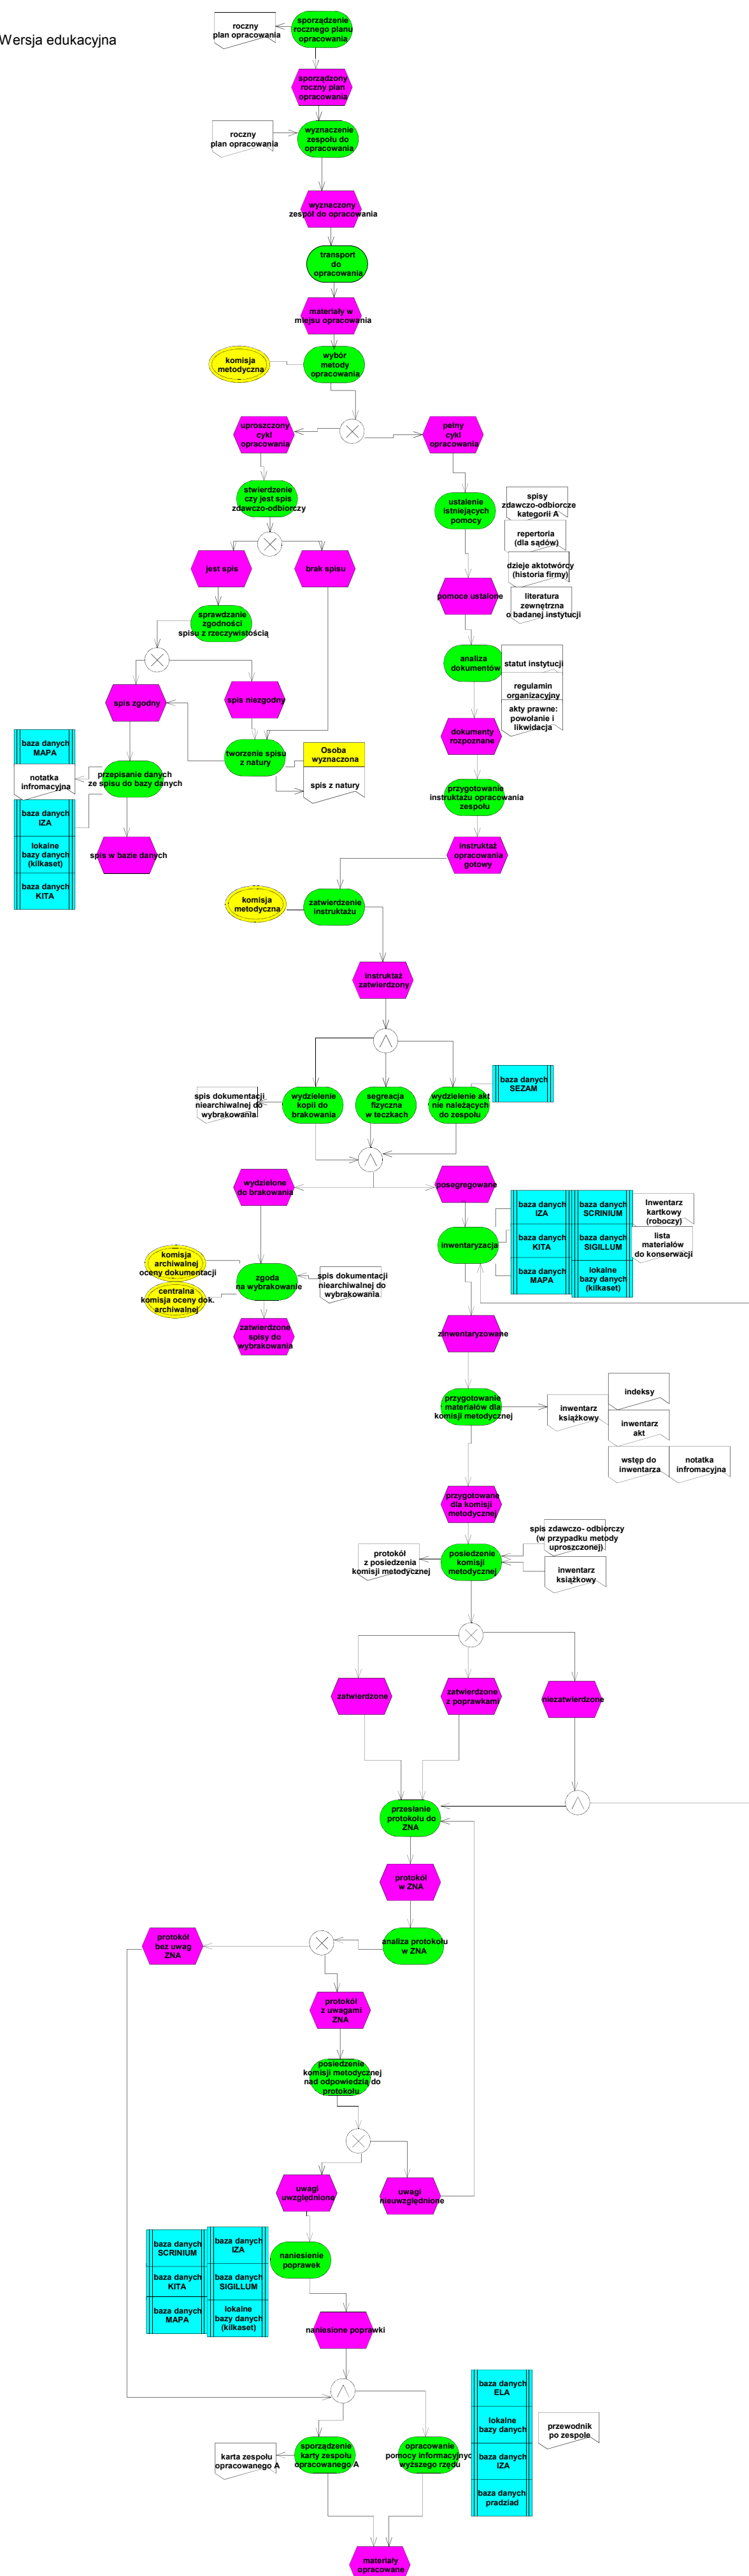 Wersja edukacyjna
roczny
plan opracowania
sporządzenie
rocznego planu
opracowania
sporządzony
roczny plan
opracowania
roczny
plan opracowania
wyznaczenie
zespołu do
opracowania
wyznaczony
zespół do opracowania
transport
do
opracowania
materiały w
miejsu opracowania
komisja
metodyczna
wybór
metody
opracowania
uproszczony
cykl
opracowania
pełny
cykl
opracowania
stwierdzenie
czy jest spis
zdawczo-odbiorczy
ustalenie
istniejących
pomocy
spisy
zdawczo-odbiorcze
kategorii A
repertoria
(dla sądów)
dzieje aktotwórcy
(historia firmy)
literatura
zewnętrzna
o badanej instytucji
jest spis
brak spisu
pomoce ustalone
sprawdzanie
zgodności
spisu z rzeczywistością
analiza
dokumentów
statut instytucji
regulamin
organizacyjny
akty prawne:
powołanie i
likwidacja
spis zgodny
spis niezgodny
dokumenty
rozpoznane
baza danych
MAPA
notatka
infromacyjna
baza danych
IZA
lokalne
bazy danych
(kilkaset)
baza danych
KITA
przepisanie danych
ze spisu do bazy danych
tworzenie spisu
z natury
Osoba
wyznaczona
spis z natury
przygotowanie
instruktażu opracowania
zespołu
spis w bazie danych
instruktaż
opracowania
gotowy
komisja
metodyczna
zatwierdzenie
instruktażu
instruktaż
zatwierdzony
spis dokumentacji
niearchiwalnej do
wybrakowania
wydzielenie
kopii do
brakowania
segreacja
fizyczna
w teczkach
wydzielenie akt
nie należących
do zespołu
baza danych
SEZAM
wydzielone
do brakowania
posegregowane
inwentaryzacja
baza danych
IZA
baza danych
KITA
baza danych
MAPA
baza danych
SCRINIUM
baza danych
SIGILLUM
lokalne
bazy danych
(kilkaset)
Inwentarz
kartkowy
(roboczy)
lista
materiałów
do konserwacji
komisja
archiwalnej
oceny dokumentacji
centralna
komisja oceny dok.
archiwalnej
zgoda
na wybrakowanie
spis dokumentacji
niearchiwalnej do
wybrakowania
zatwierdzone
spisy do
wybrakowania
zinwentaryzowane
przygotowanie
materiałów dla
komisji metodycznej
inwentarz
książkowy
indeksy
inwentarz
akt
wstęp do
inwentarza
notatka
infromacyjna
przygotowane
dla komisji
metodycznej
protokół
z posiedzenia
komisji metodycznej
posiedzenie
komisji
metodycznej
spis zdawczo- odbiorczy
(w przypadku metody
uproszczonej)
inwentarz
książkowy
zatwierdzone
zatwierdzone
z poprawkami
niezatwierdzone
przesłanie
protokołu do
ZNA
protokół
w ZNA
analiza protokołu
w ZNA
protokół
bez uwag
ZNA
protokół
z uwagami
ZNA
posiedzenie
komisji metodycznej
nad odpowiedzią do
protokołu
uwagi
uwzględnione
uwagi
nieuwzględnione
baza danych
SCRINIUM
baza danych
KITA
baza danych
MAPA
baza danych
IZA
baza danych
SIGILLUM
lokalne
bazy danych
(kilkaset)
naniesienie
poprawek
naniesione poprawki
karta zespołu
opracowanego A
sporządzenie
karty zespołu
opracowanego A
opracowanie
pomocy informacyjnyc
wyższego rzędu
baza danych
ELA
lokalne
bazy danych
baza danych
IZA
baza danych
pradziad
przewodnik
po zespole
materiały
opracowane